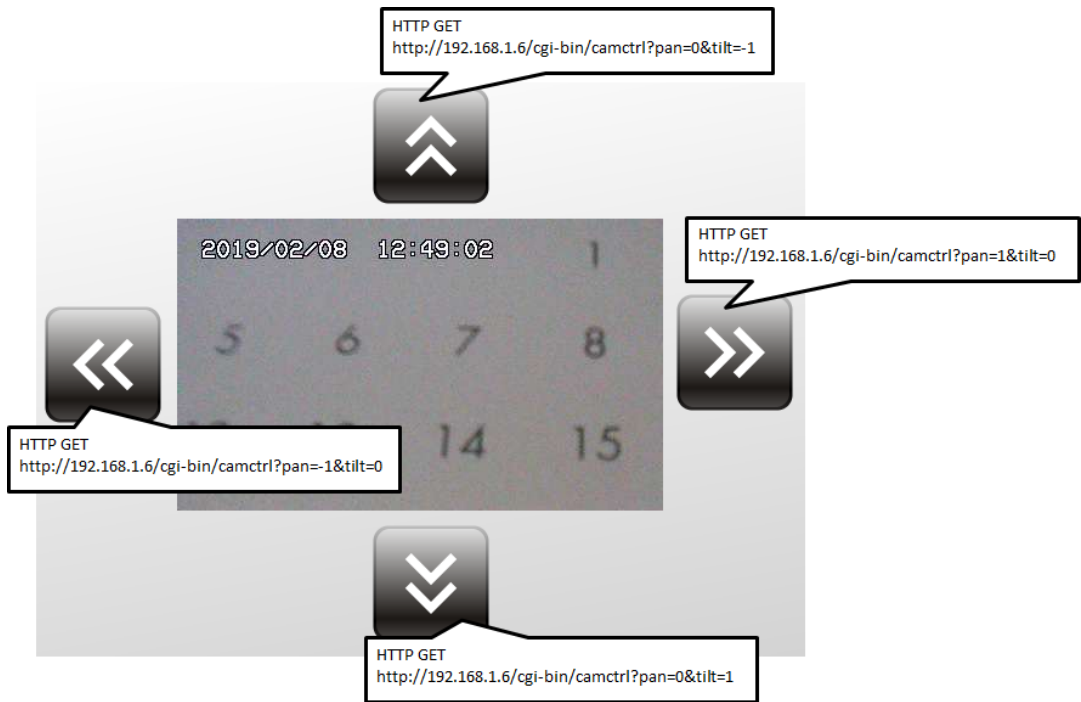 HTTP GET
http://192.168.1.6/cgi-bin/camctrl?pan=0&tilt=-1
HTTP GET
http://192.168.1.6/cgi-bin/camctrl?pan=1&tilt=0
2019/02/08 12:49:02
1
5 6 7 8
14 15
HTTP GET
http://192.168.1.6/cgi-bin/camctrl?pan=-1&tilt=0
HTTP GET
http://192.168.1.6/cgi-bin/camctrl?pan=0&tilt=1